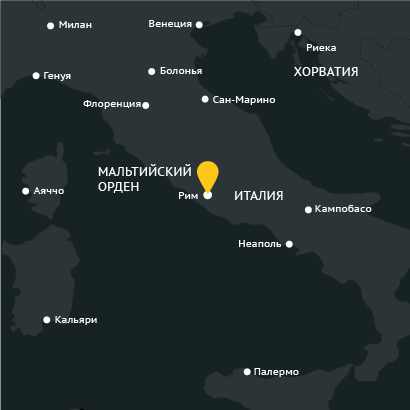 Милан
Венеция
Риека
Генуя
Болонья
ХОРВАТИЯ
Флоренция
Сан-Марино
МАЛЬТИЙСКИЙ
ОРДЕН
Аяччо
Рим
ИТАЛИЯ
Кампобасо
Неаполь
Кальяри
Палермо